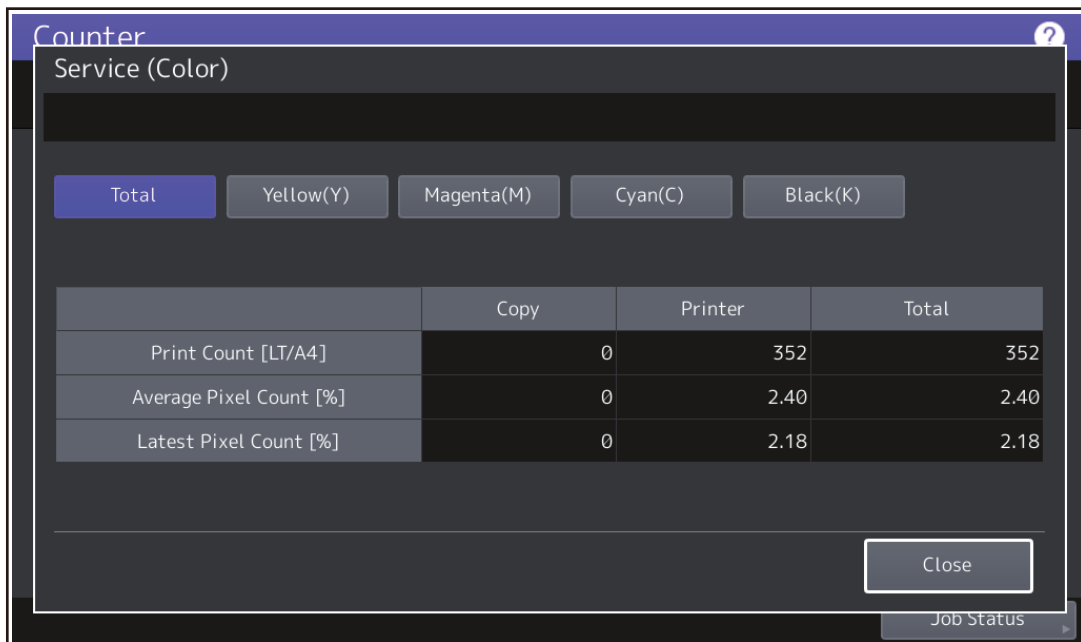 Counter
?
Service (Color)
Total Yellow(Y) Magenta(M) Cyan(C) Black(K)
Copy Printer Total
Print Count [LT/A4] 0 352 352
Average Pixel Count [%] 0 2.40 2.40
Latest Pixel Count [%] 0 2.18 2.18
Close
Job Status